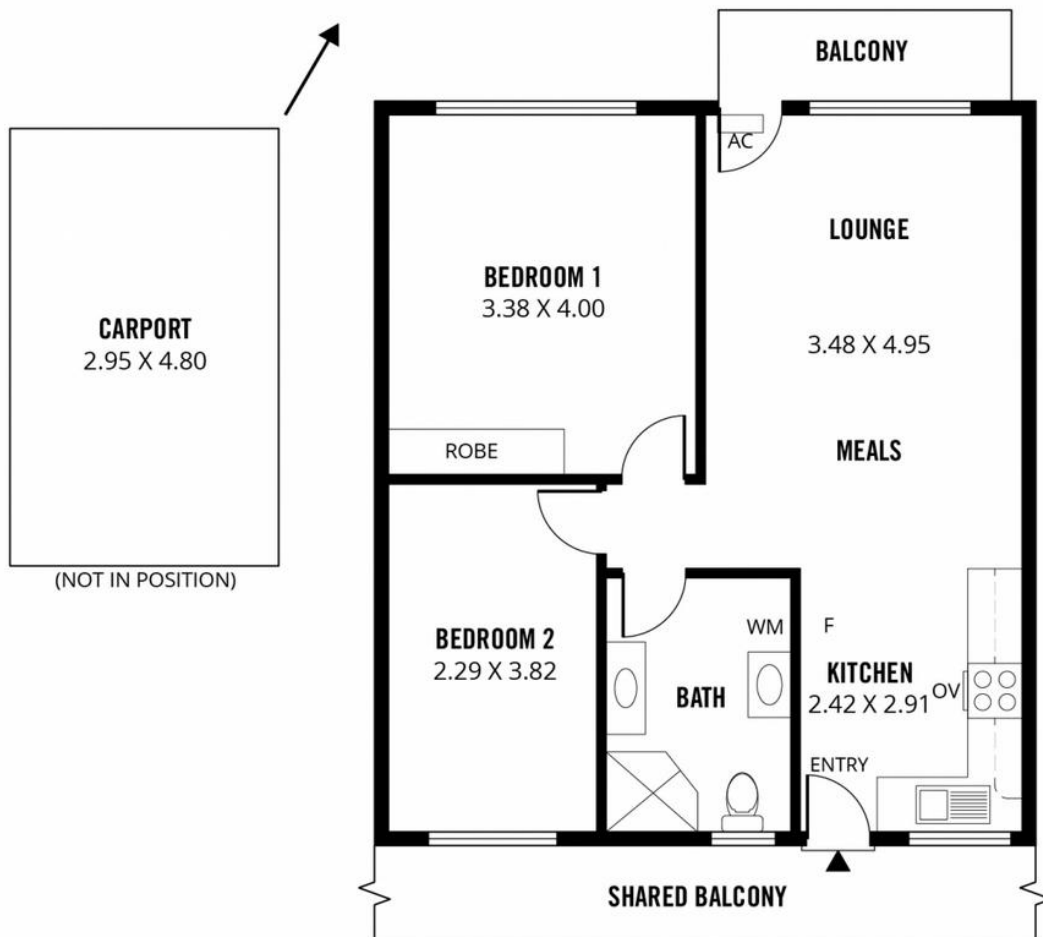 BALCONY
AC
LOUNGE
BEDROOM 1
3.38 X 4.00
CARPORT
2.95 X 4.80
3.48 X 4.95
ROBE
MEALS
(NOT IN POSITION)
BEDROOM 2
2.29 X 3.82
WM
F
BATH
KITCHEN
2.42 X 2.91
OV
ENTRY
SHARED BALCONY